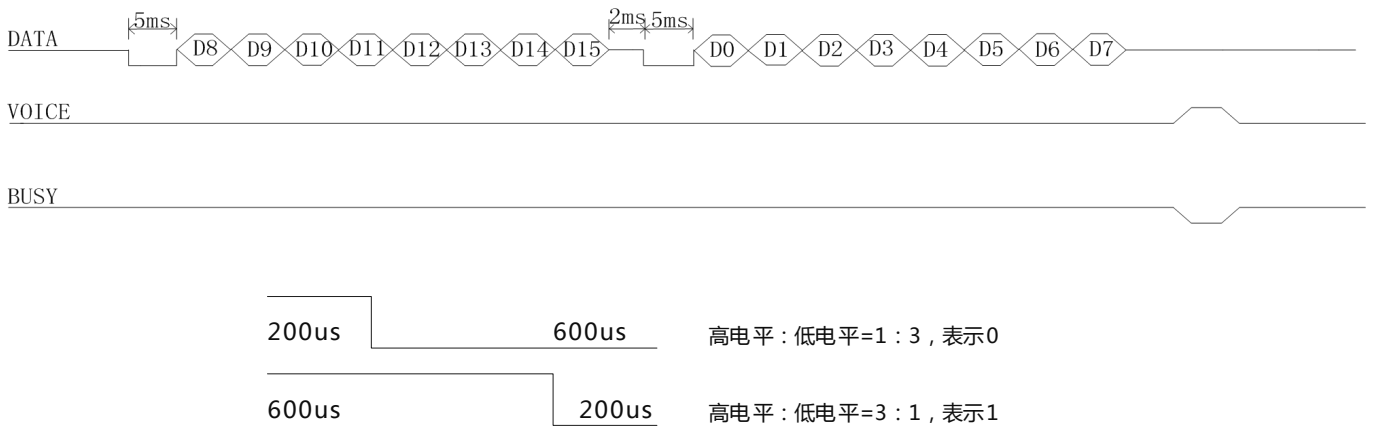 5ms 2ms 5ms
DATA D8 D9 D10 D11 D12 D13 D14 D15 D0 D1 D2 D3 D4 D5 D6 D7
VOICE
BUSY
200us 600us 高电平:低电平=1:3,表示0
600us 200us 高电平:低电平=3:1,表示1